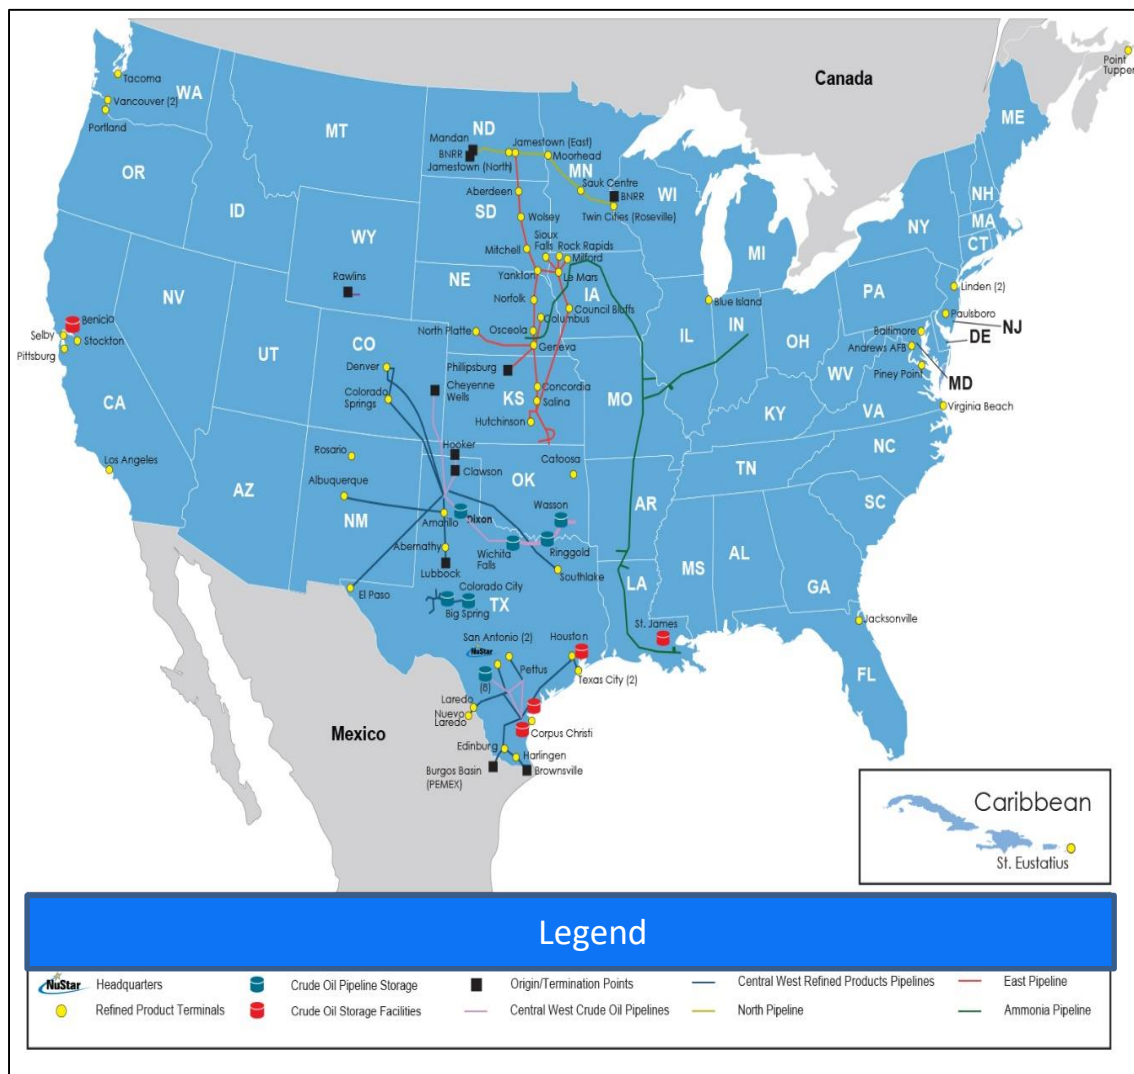 Canada
Point
Tupper
Tacoma
WA
Vancouver (2)
Portland
MT
ND
Mandan
Jamestown (East)
BNRR
Jamestown (North)
Moorhead
MN
ME
OR
ID
Aberdeen
Sauk Centre
BNRR
WI
SD
Wolsey
Twin Cities (Roseville)
NH
MA
NY
CT
WY
Mitchell
Sioux
Falls
Rock Rapids
Milford
MI
Rawlins
NE
Yankton
Le Mars
IA
PA
Linden (2)
NV
Norfolk
Council Bluffs
Blue Island
Benicia
Selby
Stockton
Pittsburg
Columbus
North Platte
Osceola
Geneva
IL
IN
OH
Paulsboro
NJ
Baltimore
DE
Andrews AFB
UT
CO
Denver
Phillipsburg
WV
Piney Point
MD
Cheyenne
Wells
Colorado
Springs
Concordia
KS
Salina
MO
CA
KY
VA
Virginia Beach
Hutchinson
NC
Rosario
Hooker
Clawson
Los Angeles
Albuquerque
AZ
NM
OK
Catoosa
TN
AR
SC
Wasson
Dixon
Amarillo
Abernathy
Lubbock
Wichita
Falls
Ringgold
Southlake
MS
AL
GA
LA
El Paso
Colorado City
Big Spring
TX
St. James
Jacksonville
San Antonio (2)
Houston
NuStar
Pettus
(8)
Texas City (2)
FL
Laredo
Nuevo
Laredo
Corpus Christi
Mexico
Edinburg
Harlingen
Burgos Basin
(PEMEX)
Brownsville
Caribbean
St. Eustatius
Legend
NuStar Headquarters
Crude Oil Pipeline Storage
Origin/Termination Points
Central West Refined Products Pipelines
East Pipeline
Refined Product Terminals
Crude Oil Storage Facilities
Central West Crude Oil Pipelines
North Pipeline
Ammonia Pipeline